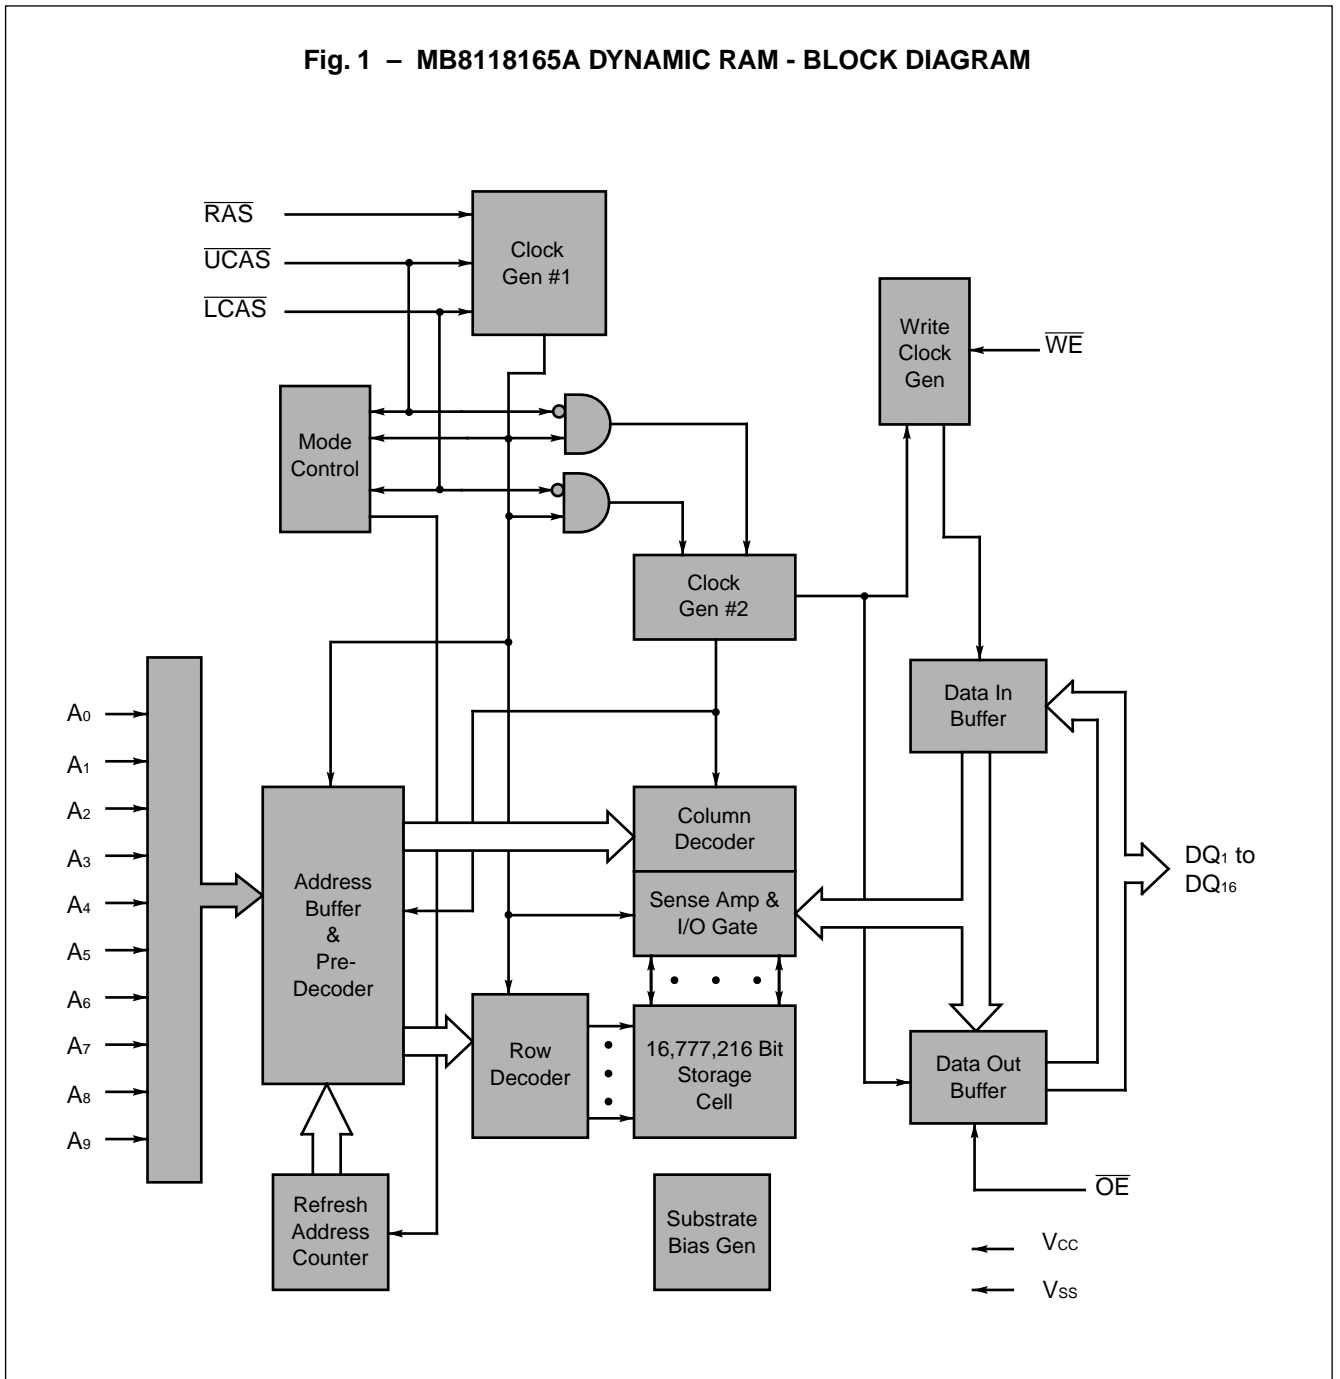 Fig. 1 – MB8118165A DYNAMIC RAM - BLOCK DIAGRAM
RAS
UCAS
LCAS
Clock
Gen #1
Write
Clock
Gen
WE
Mode
Control
Clock
Gen #2
A0
A1
A2
A3
A4
A5
A6
A7
A8
A9
Address
Buffer
&
Pre-
Decoder
Column
Decoder
Sense Amp &
I/O Gate
Data In
Buffer
DQ1 to
DQ16
Row
Decoder
16,777,216 Bit
Storage
Cell
Data Out
Buffer
OE
Refresh
Address
Counter
Substrate
Bias Gen
VCC
VSS